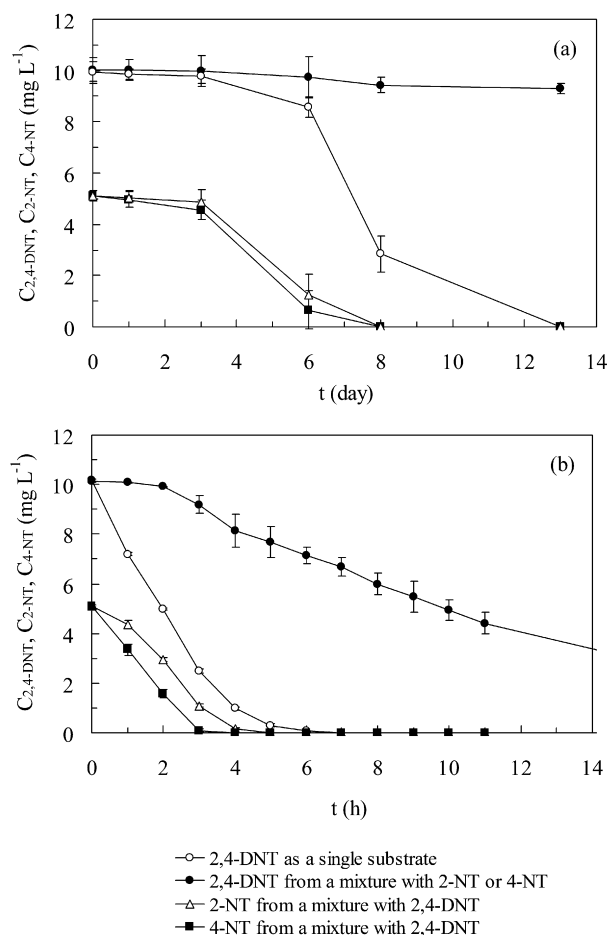 12
10
8
6
4
2
0
C2,4-DNT, C2-NT, C4-NT (mg L-1)
(a)
0 2 4 6 8 10 12 14
t (day)
12
10
8
6
4
2
0
C2,4-DNT, C2-NT, C4-NT (mg L-1)
(b)
0 2 4 6 8 10 12 14
t (h)
2,4-DNT as a single substrate
2,4-DNT from a mixture with 2-NT or 4-NT
2-NT from a mixture with 2,4-DNT
4-NT from a mixture with 2,4-DNT